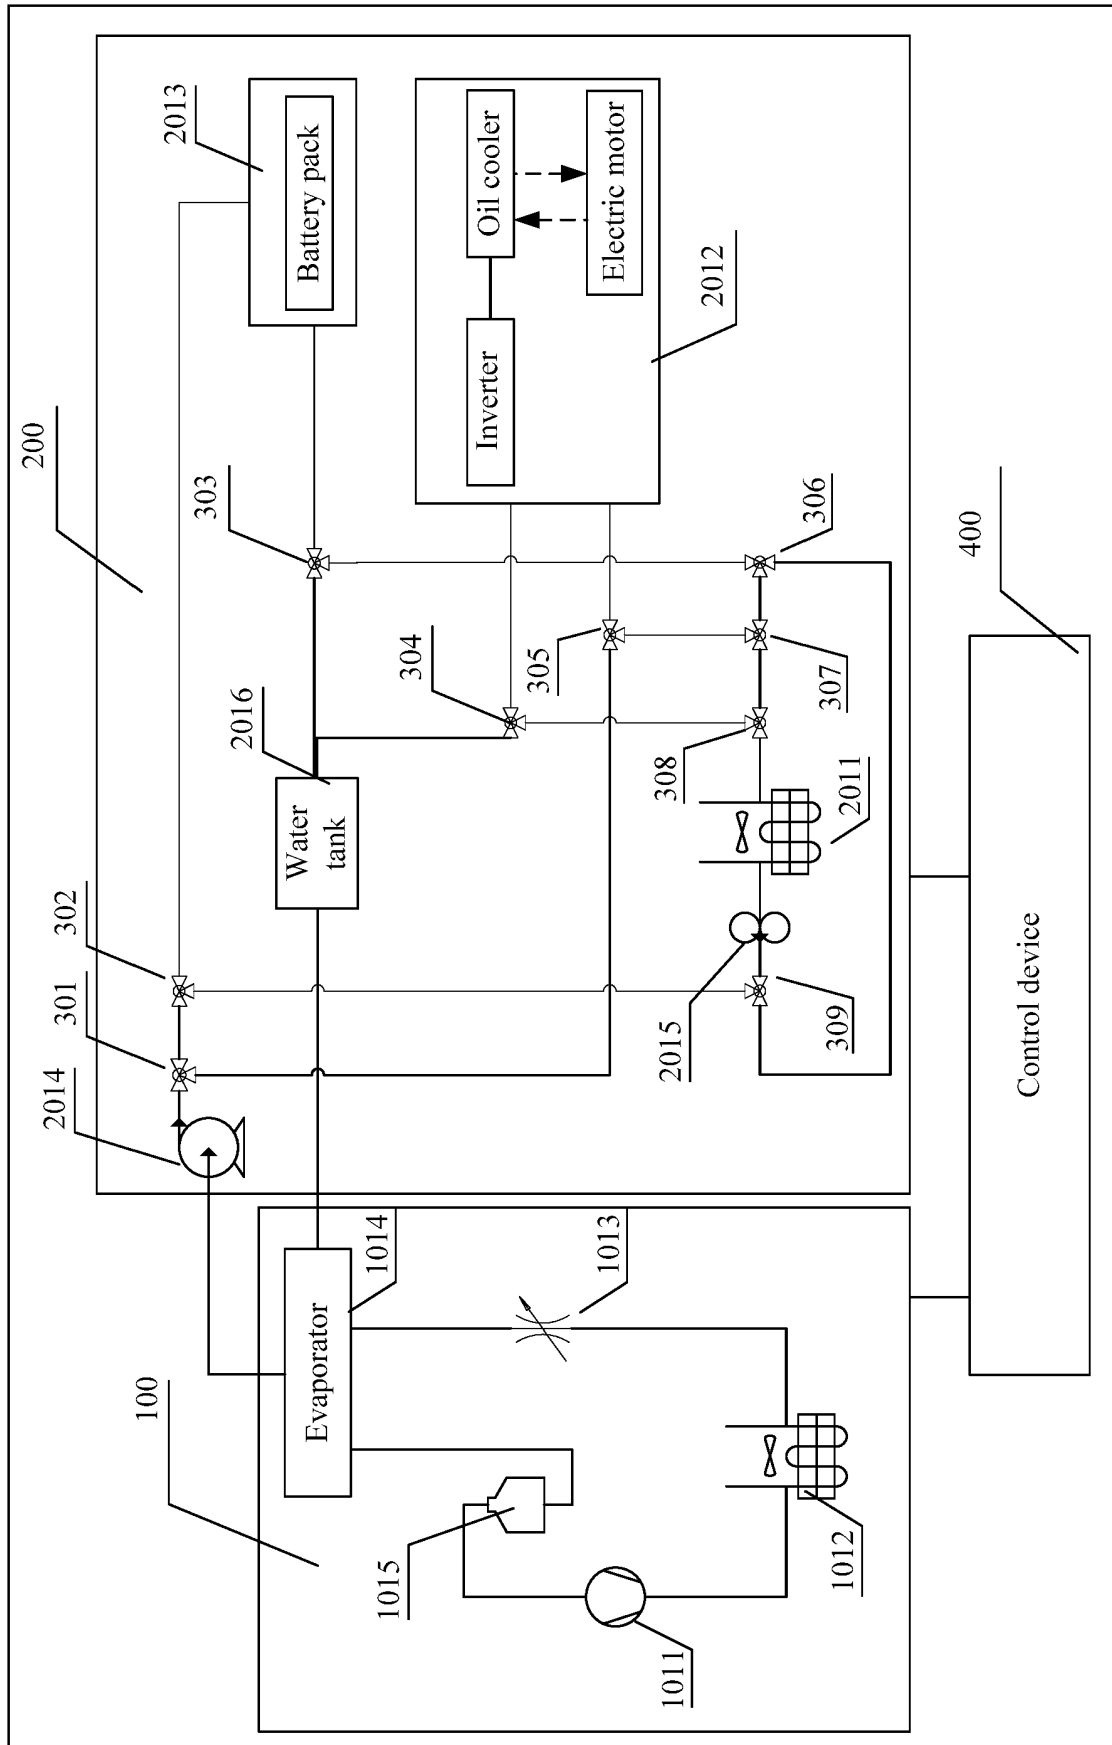 200
2014
301
302
2013
100
303
2016
Water
tank
Battery pack
Evaporator
1014
1015
304
Inverter
Oil cooler
305
1013
Electric motor
1011
2015
308
2012
309
307
306
1012
2011
400
Control device